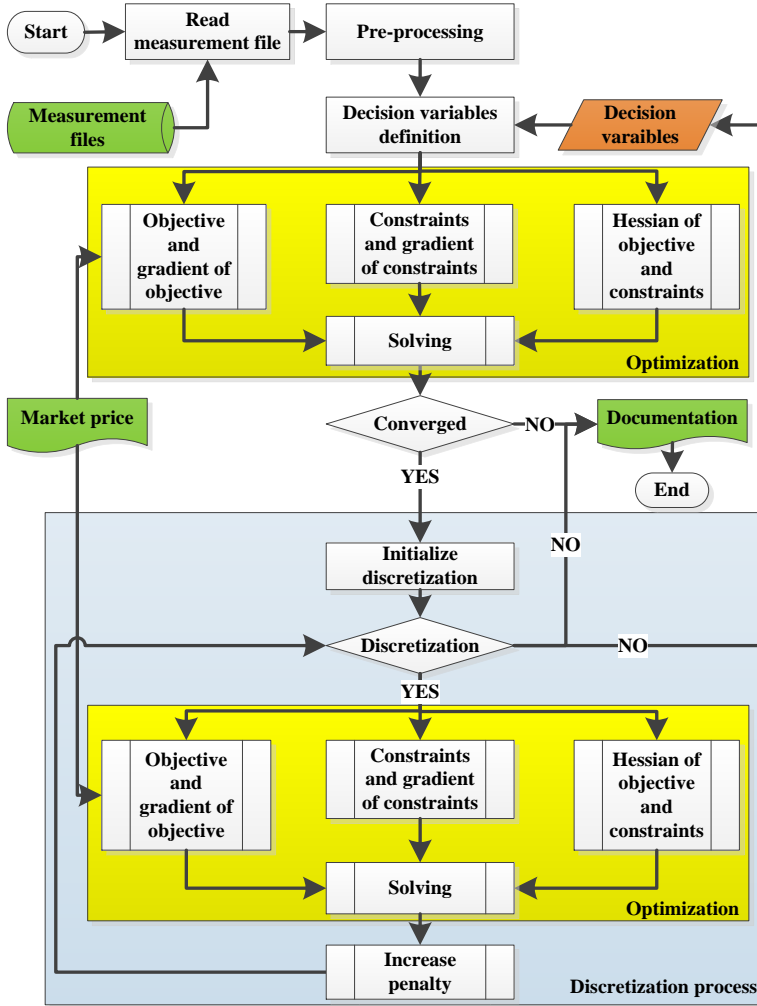 Start
Read
measurement file
Pre-processing
Measurement
files
Decision variables
definition
Decision
varaibles
Objective
and
gradient of
objective
Constraints
and gradient
of constraints
Hessian of
objective
and
constraints
Solving
Optimization
Market price
Converged
NO
Documentation
YES
End
NO
Initialize
discretization
Discretization
NO
YES
Objective
and
gradient of
objective
Constraints
and gradient
of constraints
Hessian of
objective
and
constraints
Solving
Optimization
Increase
penalty
Discretization process